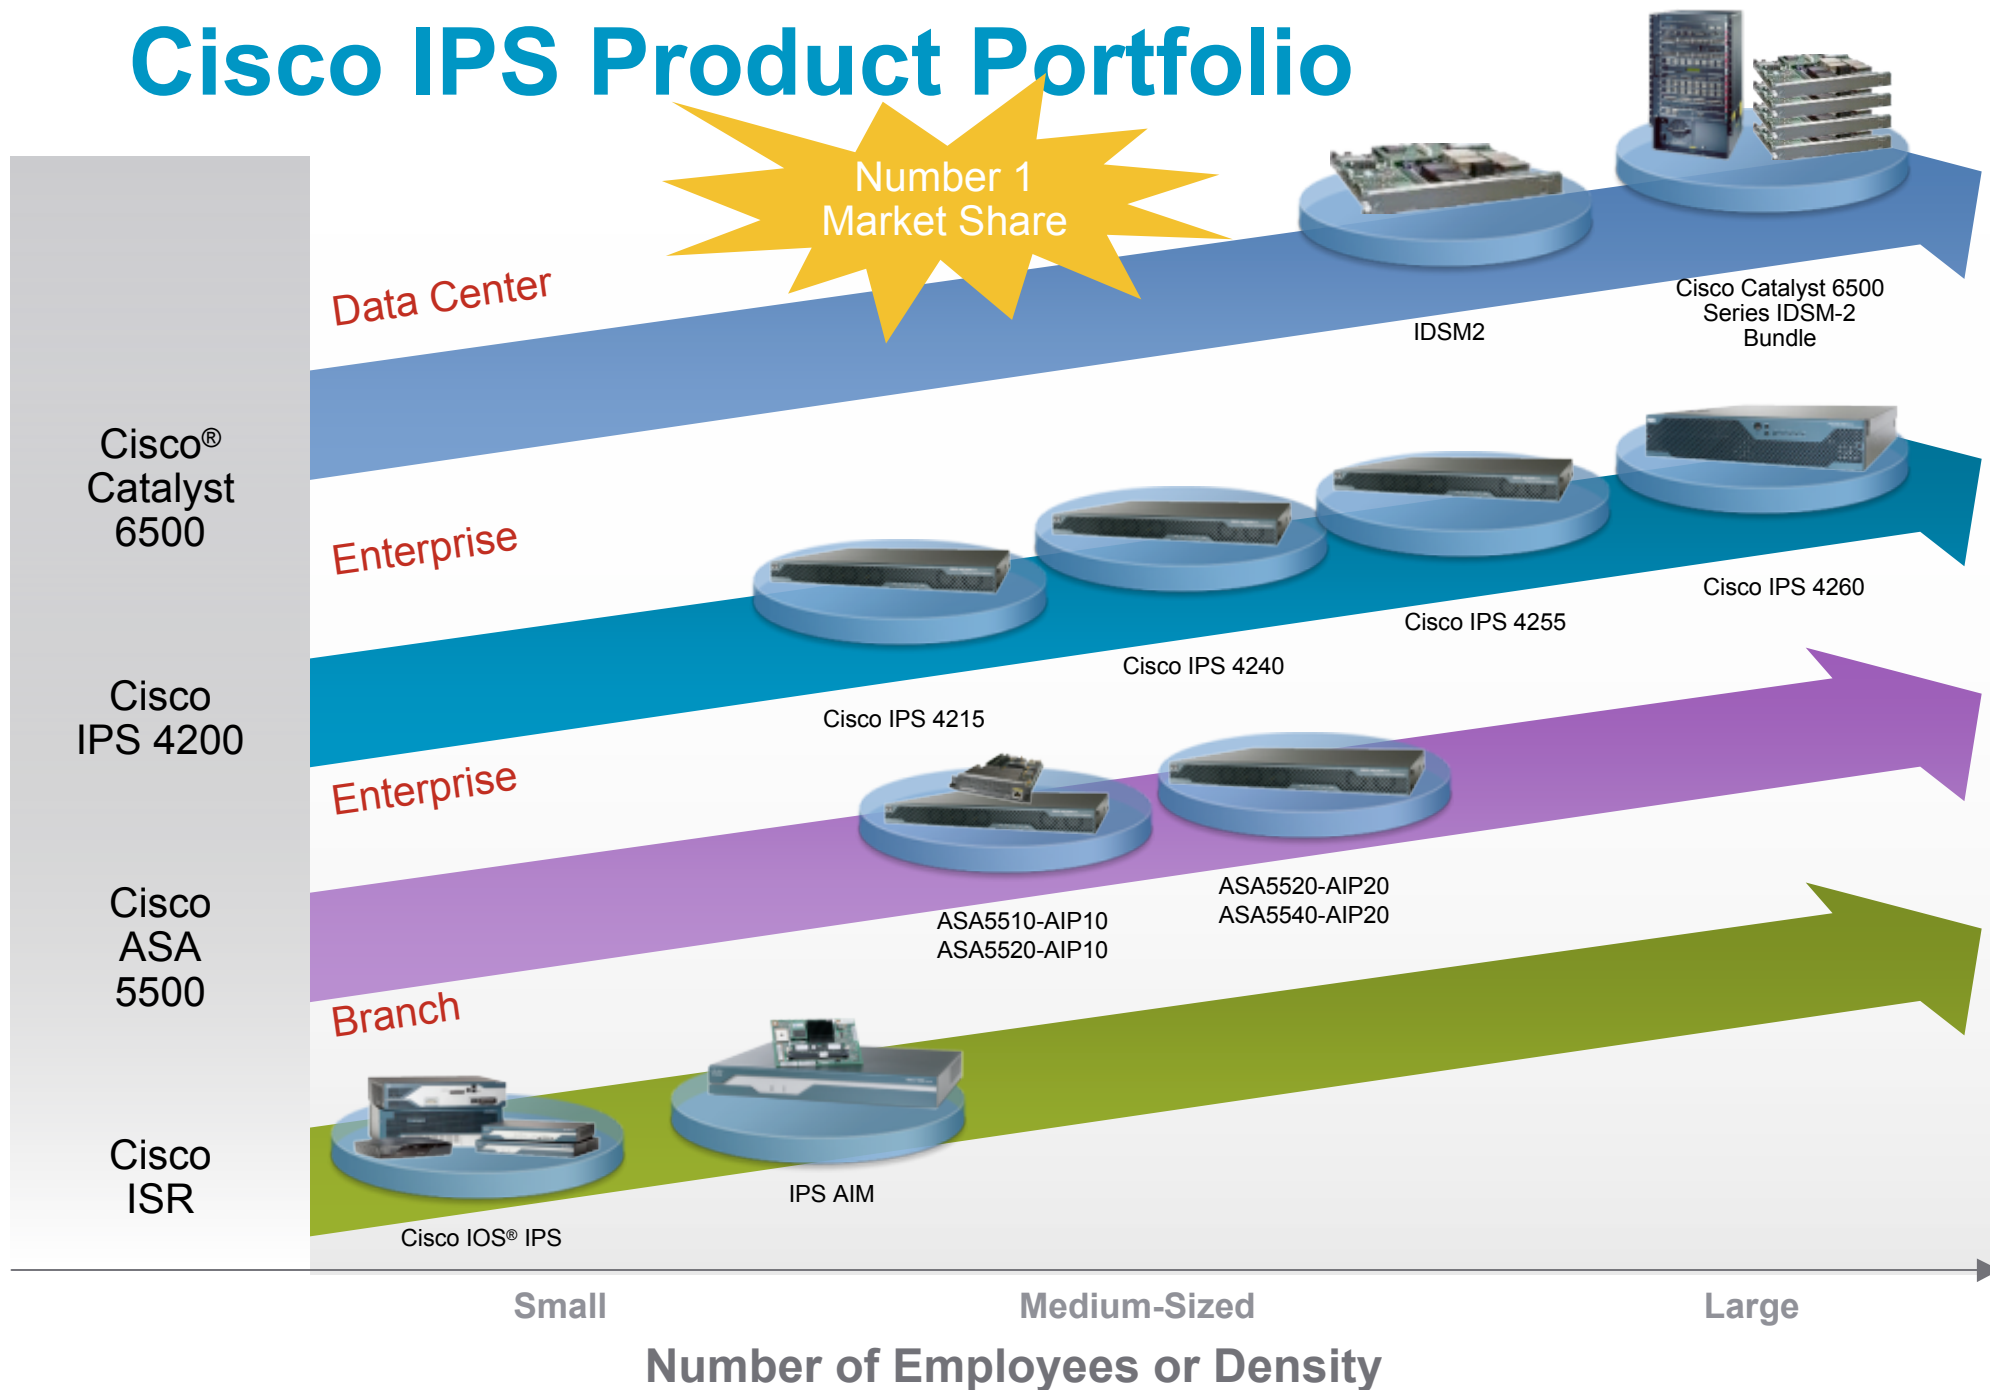 Cisco IPS Product Portfolio
Number 1
Market Share
Data Center
IDSM2
Cisco Catalyst 6500
Series IDSM-2
Bundle
Cisco®
Catalyst
6500
Enterprise
Cisco IPS 4260
Cisco IPS 4255
Cisco IPS 4240
Cisco IPS 4215
Cisco
IPS 4200
Enterprise
ASA5520-AIP20
ASA5540-AIP20
ASA5510-AIP10
ASA5520-AIP10
Cisco
ASA
5500
Branch
Cisco
ISR
IPS AIM
Cisco IOS® IPS
Small
Medium-Sized
Large
Number of Employees or Density